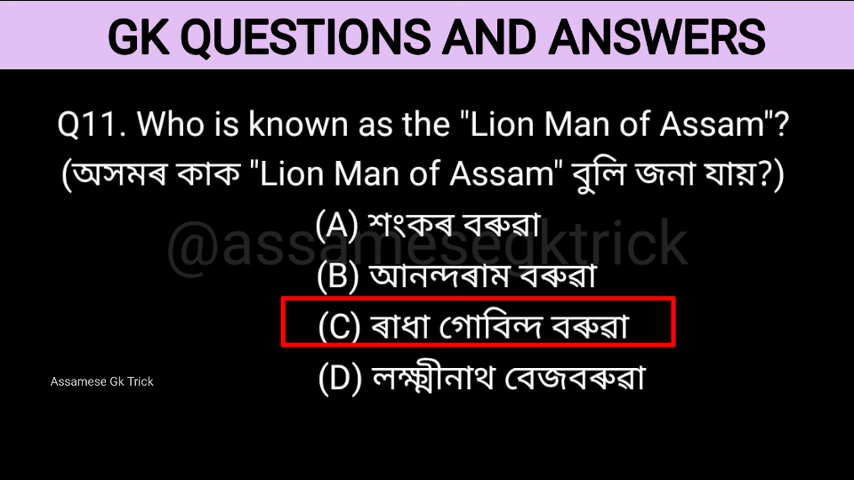 GK QUESTIONS AND ANSWERS
Q11. Who is known as the "Lion Man of Assam"?
(অসমৰ কাক "Lion Man of Assam" বুলি জনা যায়?)
(A) শংকৰ বৰুৱা
@assamesegktrick
(B) আনন্দৰাম বৰুৱা
(C) ৰাধা গোবিন্দ বৰুৱা
(D) লক্ষ্মীনাথ বেজবৰুৱা
Assamese Gk Trick